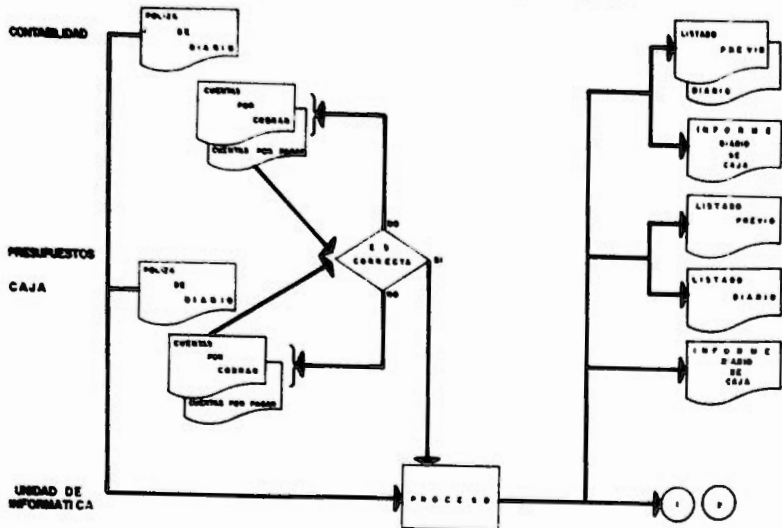 CONTABILIDAD
POLIZA
DE
DIARIO
CUENTAS
POR
COBRAR
CUENTAS POR PAGAR
LISTADO
PREVIO
DIARIO
INFORME
DIARIO
DE
CAJA
NO
ES
CORRECTA
SI
NO
PRESUPUESTOS
CAJA
POLIZA
DE
DIARIO
LISTADO
PREVIO
LISTADO
DIARIO
CUENTAS
POR
COBRAR
CUENTAS POR PAGAR
INFORME
DIARIO
DE
CAJA
UNIDAD DE
INFORMATICA
PROCESO
1
2